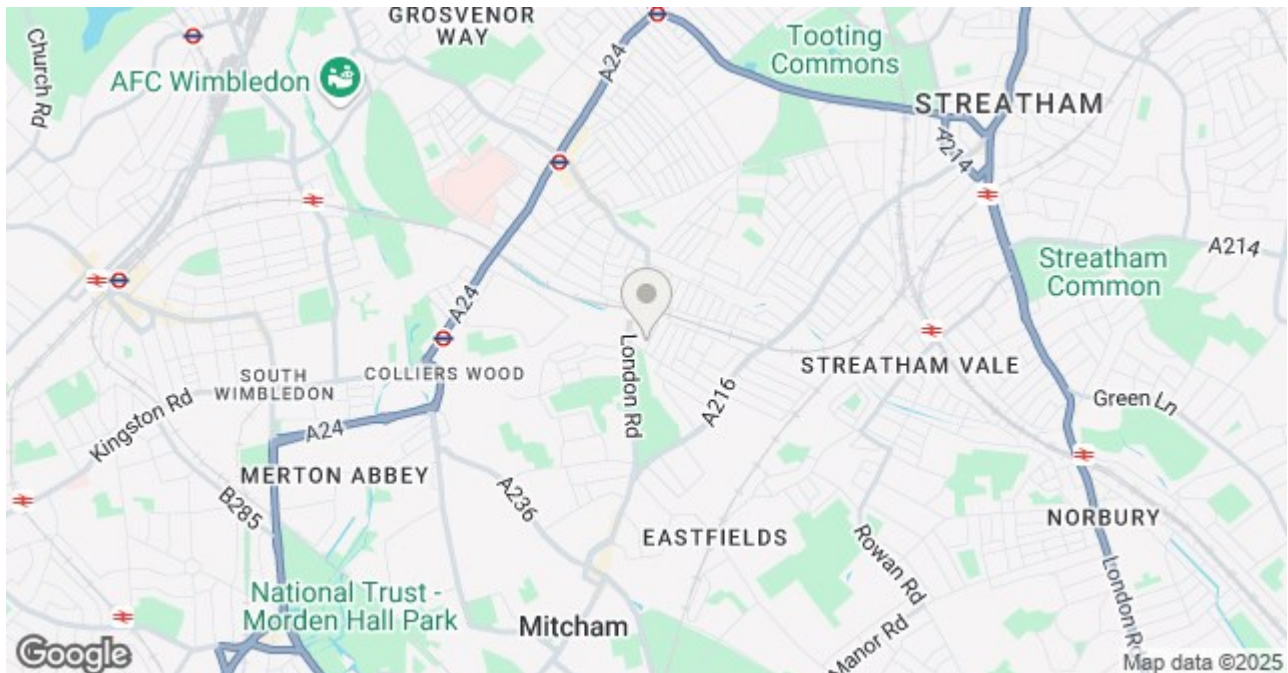 GROSVENOR
WAY
Church Rd
AFC Wimbledon
A24
Tooting
Commons
STREATHAM
A214
A214
Streatham
Common
A24
London Rd
SOUTH
WIMBLEDON
COLLIERS WOOD
STREATHAM VALE
A216
Green Ln
Kingston Rd
A24
MERTON ABBEY
B285
A236
EASTFIELDS
NORBURY
Rowan Rd
National Trust -
Morden Hall Park
London Rd
Mitcham
Manor Rd
Google
Map data ©2025